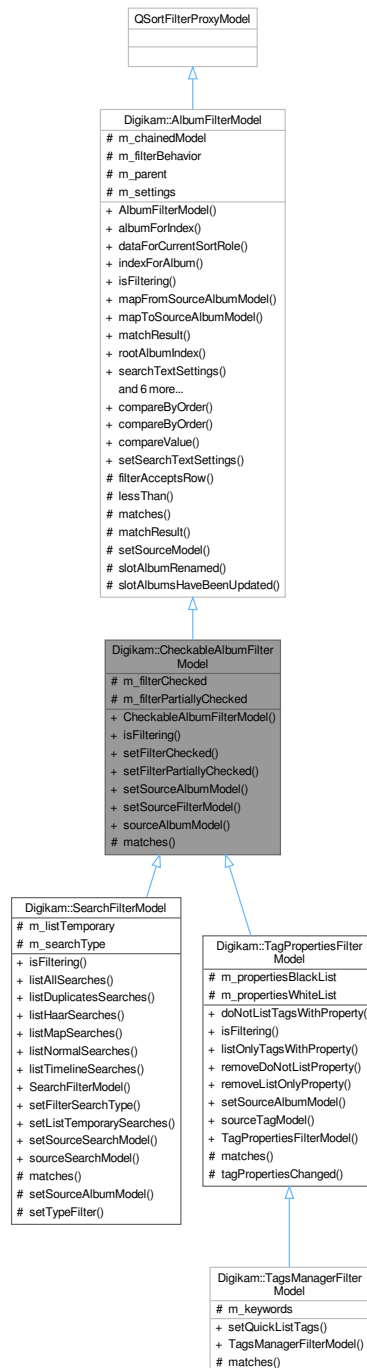 QSortFilterProxyModel
Digikam::AlbumFilterModel
# m_chainedModel
# m_filterBehavior
# m_parent
# m_settings
+ AlbumFilterModel()
+ albumForIndex()
+ dataForCurrentSortRole()
+ indexForAlbum()
+ isFiltering()
+ mapFromSourceAlbumModel()
+ mapToSourceAlbumModel()
+ matchResult()
+ rootAlbumIndex()
+ searchTextSettings()
and 6 more...
+ compareByOrder()
+ compareByOrder()
+ compareValue()
+ setSearchTextSettings()
# filterAcceptsRow()
# lessThan()
# matches()
# matchResult()
# setSourceModel()
# slotAlbumRenamed()
# slotAlbumsHaveBeenUpdated()
Digikam::CheckableAlbumFilter
Model
# m_filterChecked
# m_filterPartiallyChecked
+ CheckableAlbumFilterModel()
+ isFiltering()
+ setFilterChecked()
+ setFilterPartiallyChecked()
+ setSourceAlbumModel()
+ setSourceFilterModel()
+ sourceAlbumModel()
# matches()
Digikam::SearchFilterModel
# m_listTemporary
# m_searchType
+ isFiltering()
+ listAllSearches()
+ listDuplicatesSearches()
+ listHaarSearches()
+ listMapSearches()
+ listNormalSearches()
+ listTimelineSearches()
+ SearchFilterModel()
+ setFilterSearchType()
+ setListTemporarySearches()
+ setSourceSearchModel()
+ sourceSearchModel()
# matches()
# setSourceAlbumModel()
# setTypeFilter()
Digikam::TagPropertiesFilter
Model
# m_propertiesBlackList
# m_propertiesWhiteList
+ doNotListTagsWithProperty()
+ isFiltering()
+ listOnlyTagsWithProperty()
+ removeDoNotListProperty()
+ removeListOnlyProperty()
+ setSourceAlbumModel()
+ sourceTagModel()
+ TagPropertiesFilterModel()
# matches()
# tagPropertiesChanged()
Digikam::TagsManagerFilter
Model
# m_keywords
+ setQuickListTags()
+ TagsManagerFilterModel()
# matches()